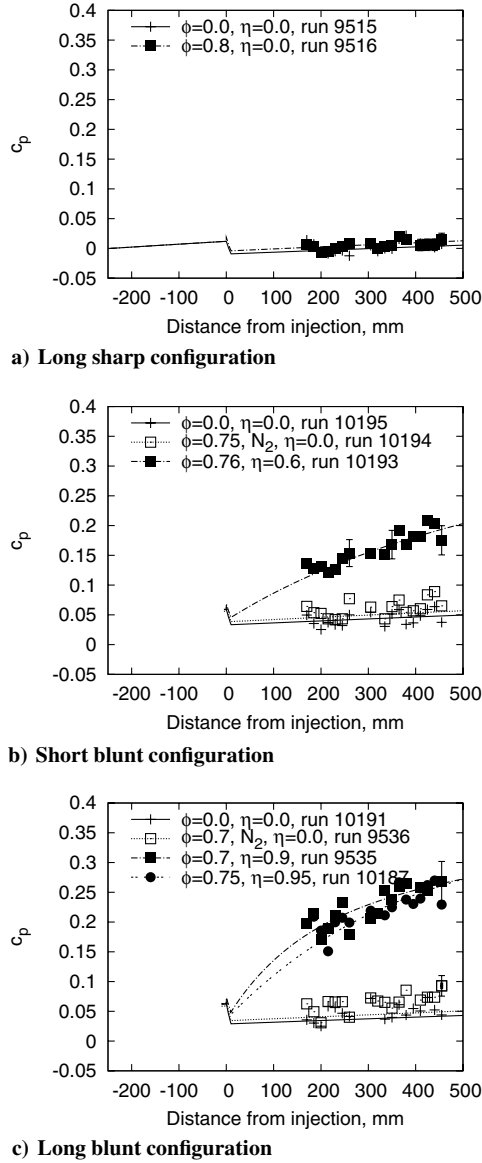 0.4
0.35
0.3
0.25
0.2
0.15
0.1
0.05
0
-0.05
c_p
ϕ=0.0, η=0.0, run 9515
ϕ=0.8, η=0.0, run 9516
-200 -100 0 100 200 300 400 500
Distance from injection, mm
a) Long sharp configuration
0.4
0.35
0.3
0.25
0.2
0.15
0.1
0.05
0
-0.05
c_p
ϕ=0.0, η=0.0, run 10195
ϕ=0.75, N₂, η=0.0, run 10194
ϕ=0.76, η=0.6, run 10193
-200 -100 0 100 200 300 400 500
Distance from injection, mm
b) Short blunt configuration
0.4
0.35
0.3
0.25
0.2
0.15
0.1
0.05
0
-0.05
c_p
ϕ=0.0, η=0.0, run 10191
ϕ=0.7, N₂, η=0.0, run 9536
ϕ=0.7, η=0.9, run 9535
ϕ=0.75, η=0.95, run 10187
-200 -100 0 100 200 300 400 500
Distance from injection, mm
c) Long blunt configuration